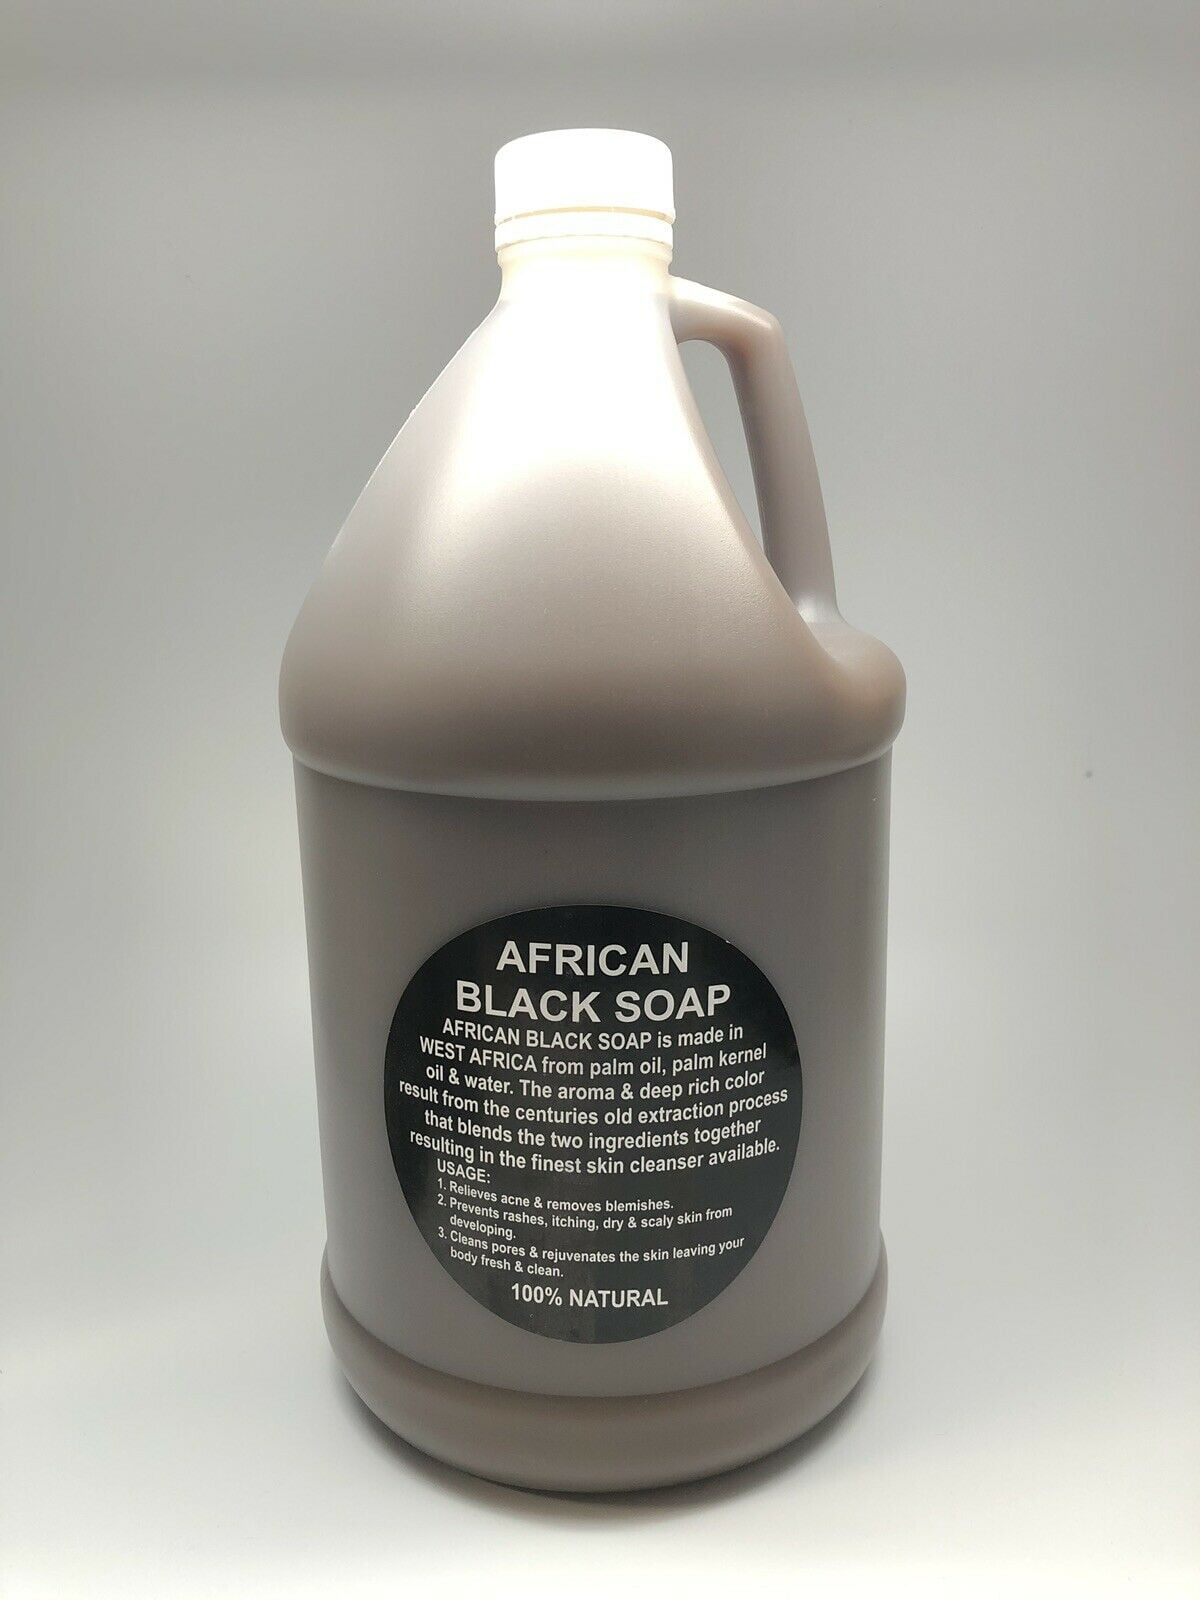 AFRICAN
BLACK SOAP
AFRICAN BLACK SOAP is made in
WEST AFRICA from palm oil, palm kernel
oil & water. The aroma & deep rich color
result from the centuries old extraction process
that blends the two ingredients together
resulting in the finest skin cleanser available.
USAGE:
1. Relieves acne & removes blemishes.
2. Prevents rashes, itching, dry & scaly skin from
developing.
3. Cleans pores & rejuvenates the skin leaving your
body fresh & clean.
100% NATURAL